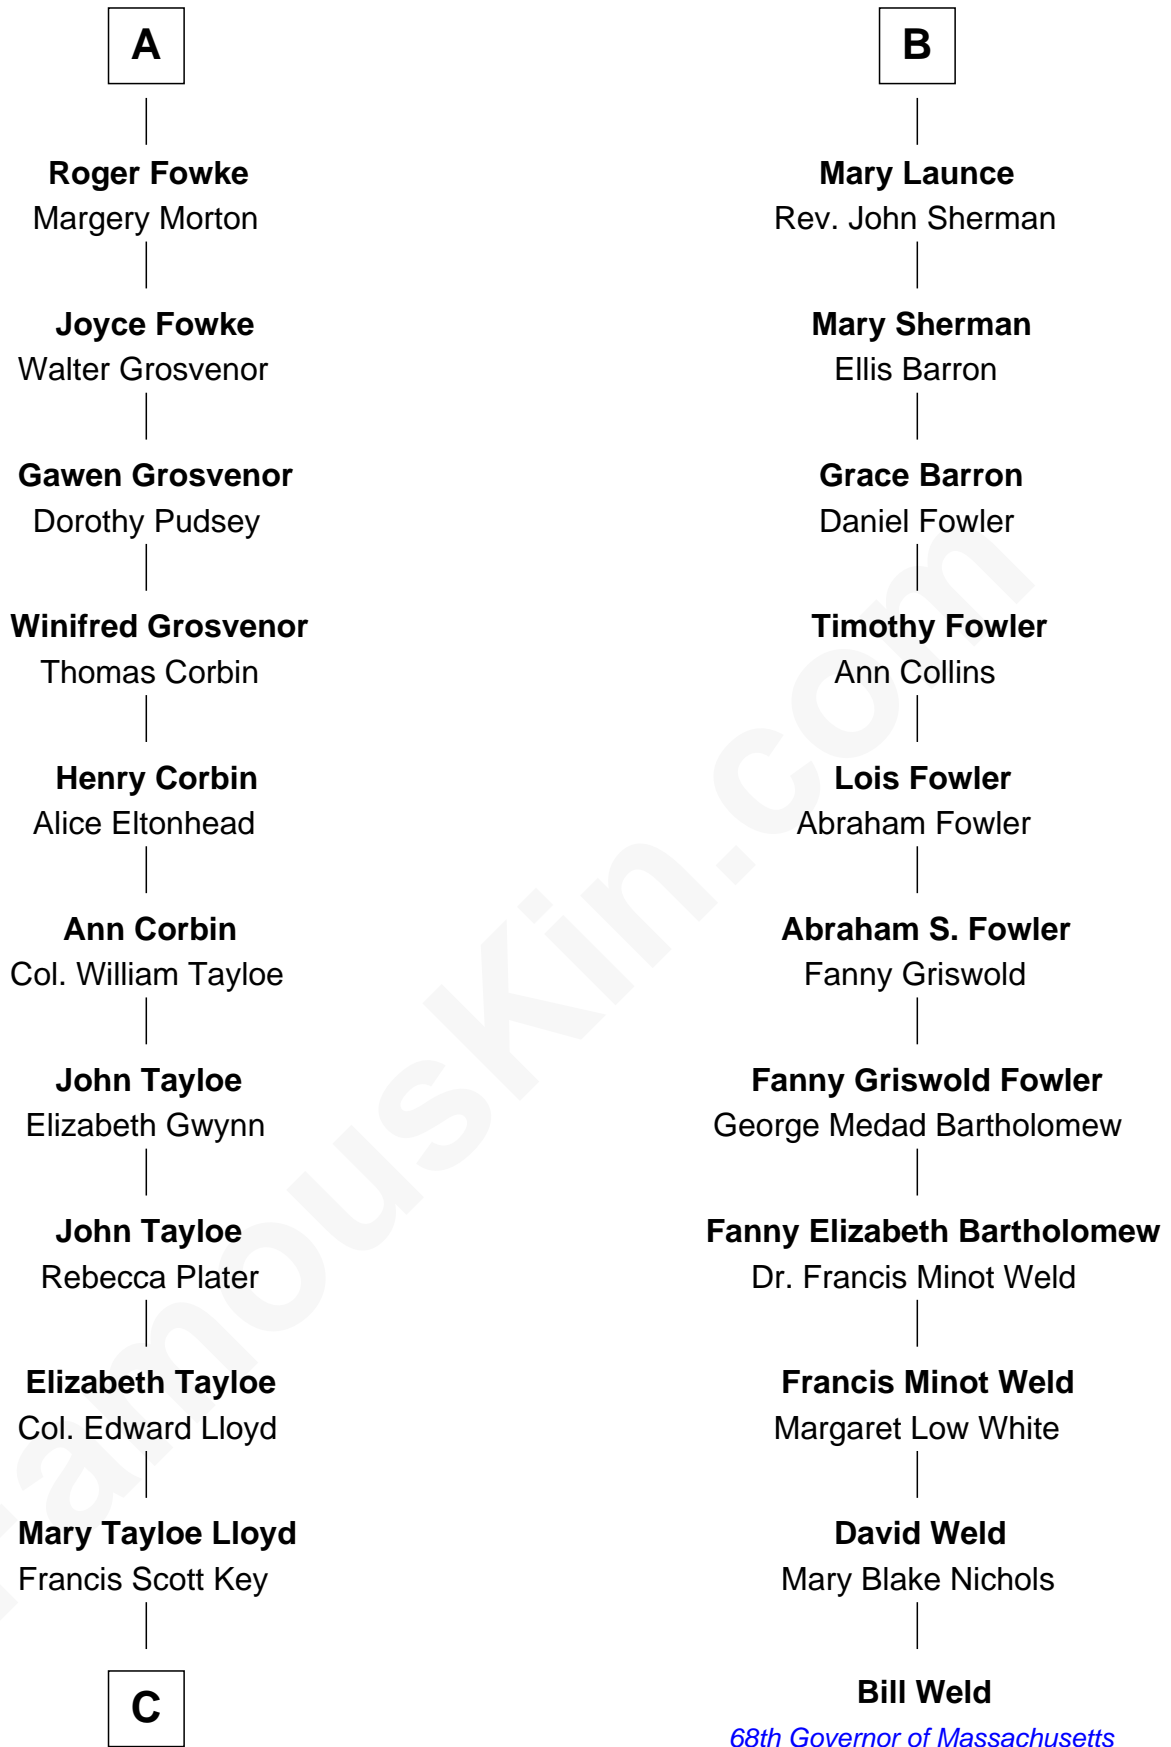 A
Roger Fowke
Margery Morton
Joyce Fowke
Walter Grosvenor
Gawen Grosvenor
Dorothy Pudsey
Winifred Grosvenor
Thomas Corbin
Henry Corbin
Alice Eltonhead
Ann Corbin
Col. William Tayloe
John Tayloe
Elizabeth Gwynn
John Tayloe
Rebecca Plater
Elizabeth Tayloe
Col. Edward Lloyd
Mary Tayloe Lloyd
Francis Scott Key
C
B
Mary Launce
Rev. John Sherman
Mary Sherman
Ellis Barron
Grace Barron
Daniel Fowler
Timothy Fowler
Ann Collins
Lois Fowler
Abraham Fowler
Abraham S. Fowler
Fanny Griswold
Fanny Griswold Fowler
George Medad Bartholomew
Fanny Elizabeth Bartholomew
Dr. Francis Minot Weld
Francis Minot Weld
Margaret Low White
David Weld
Mary Blake Nichols
Bill Weld
68th Governor of Massachusetts
FamousKin.com